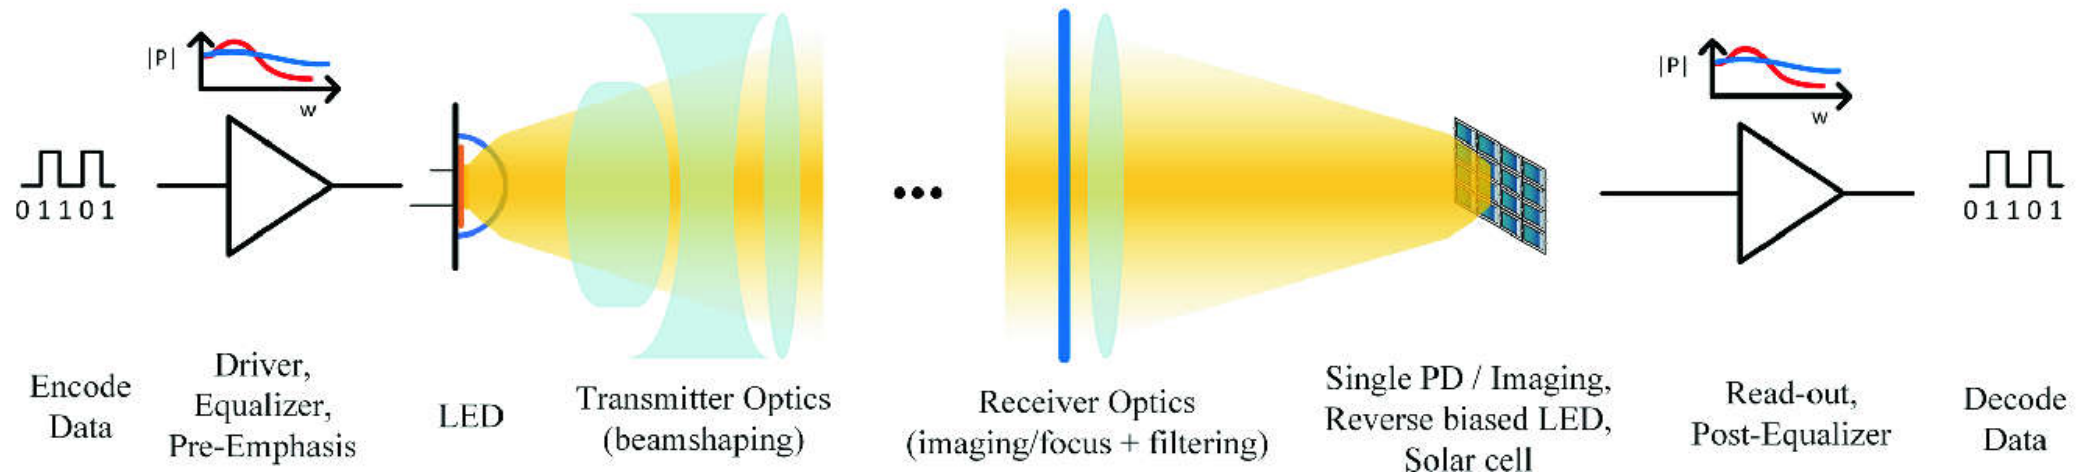 |P|
w
|P|
w
0 1 1 0 1
0 1 1 0 1
Encode
Data
Driver,
Equalizer,
Pre-Emphasis
LED
Transmitter Optics
(beamshaping)
Receiver Optics
(imaging/focus + filtering)
Single PD / Imaging,
Reverse biased LED,
Solar cell
Read-out,
Post-Equalizer
Decode
Data